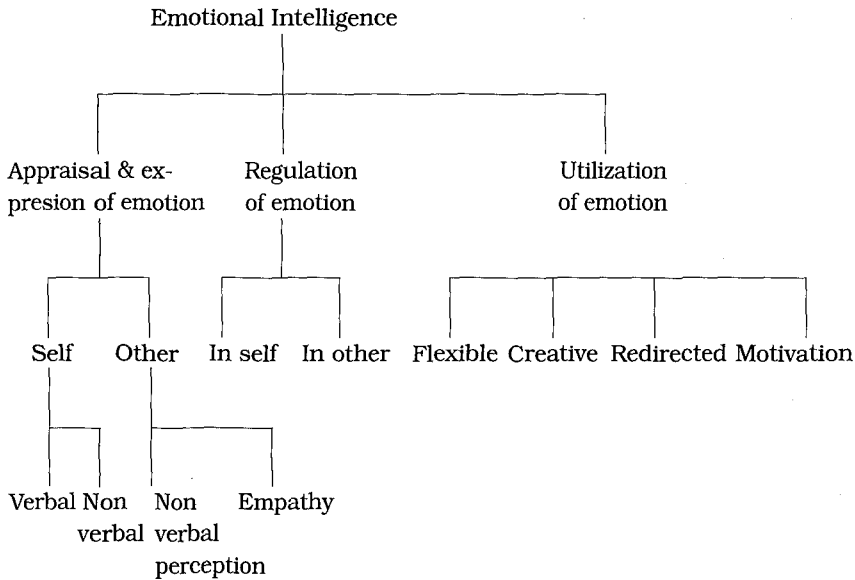 Emotional Intelligence
Appraisal & ex-
presion of emotion
Regulation
of emotion
Utilization
of emotion
Self
Other
In self
In other
Flexible
Creative
Redirected
Motivation
Verbal
Non
verbal
Non
verbal
perception
Empathy